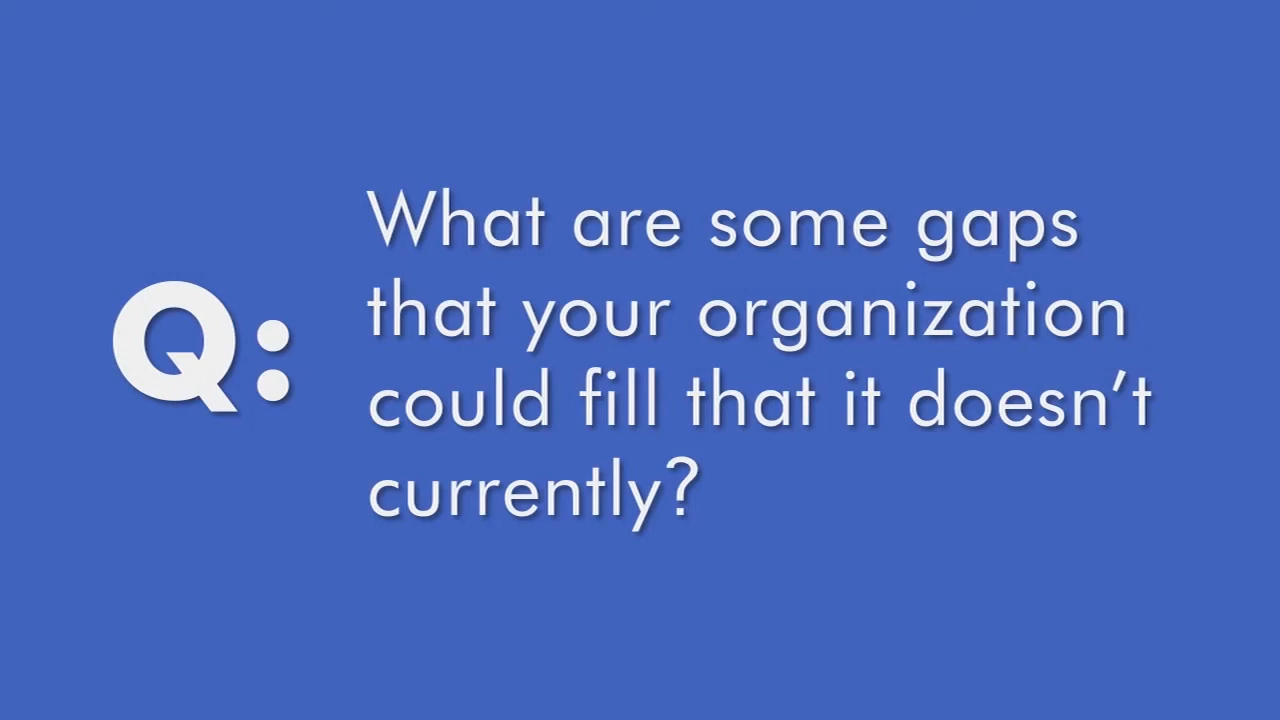 Q:
What are some gaps
that your organization
could fill that it doesn’t
currently?